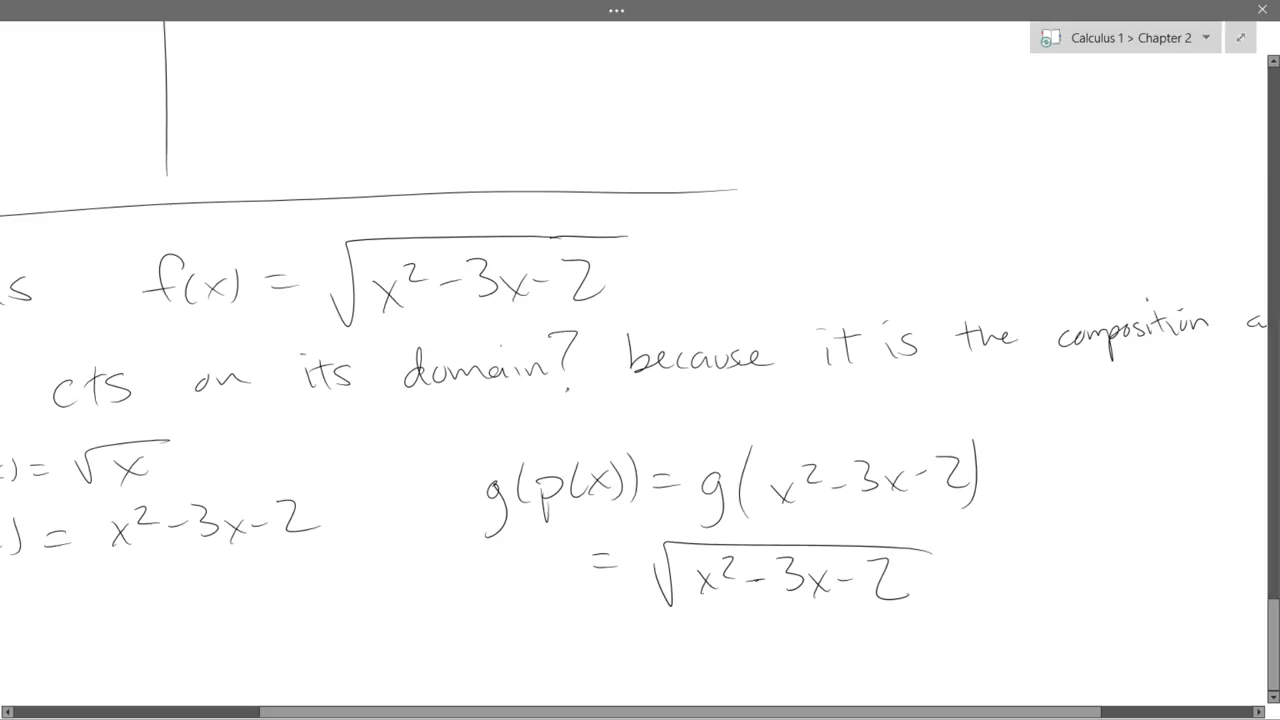 Calculus 1 > Chapter 2
s f(x) = √(x² - 3x - 2)
cts on its domain? because it is the composition
) = √x
) = x² - 3x - 2
g(p(x)) = g(x² - 3x - 2)
= √(x² - 3x - 2)